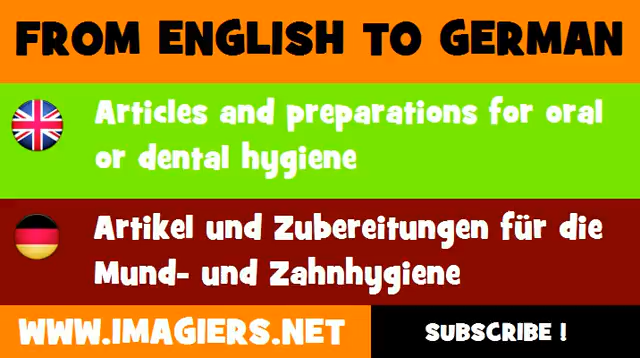 FROM ENGLISH TO GERMAN
Articles and preparations for oral
or dental hygiene
Artikel und Zubereitungen für die
Mund- und Zahnhygiene
WWW.IMAGIERS.NET
SUBSCRIBE !